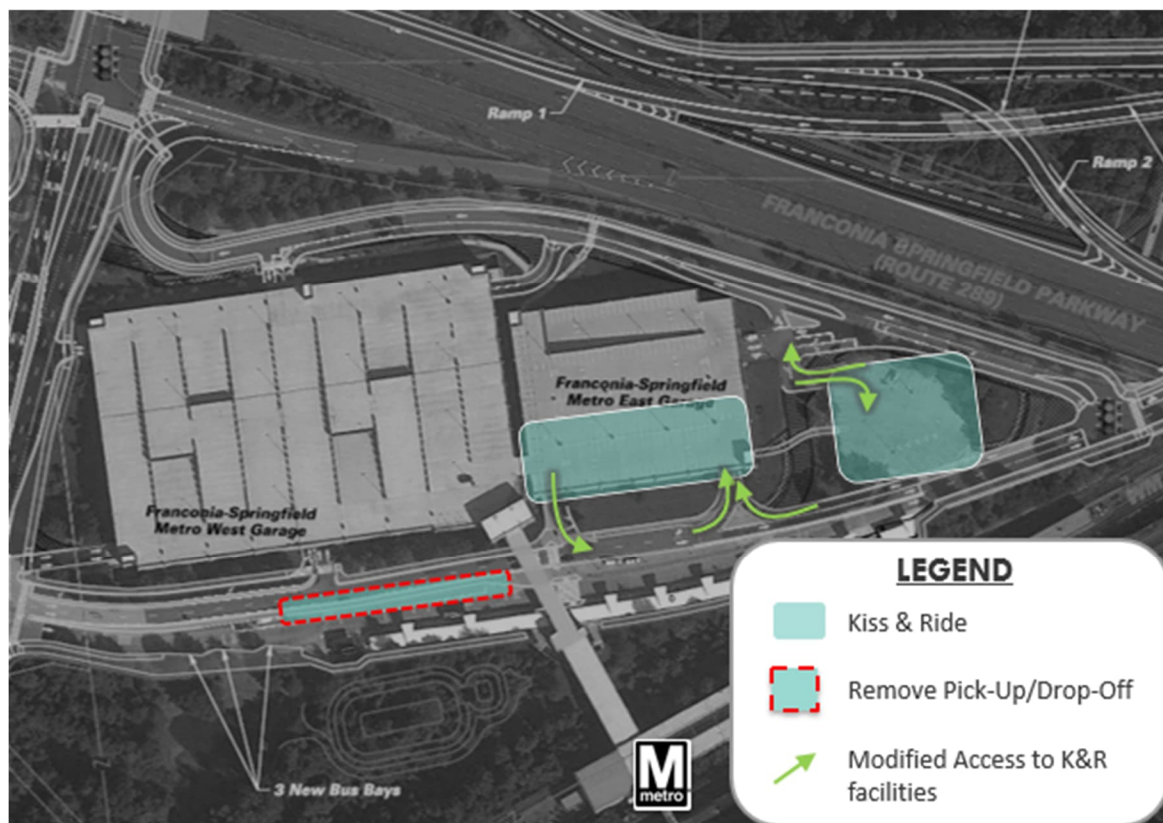 Ramp 1
Ramp 2
FRANCONIA SPRINGFIELD PARKWAY
(ROUTE 289)
Franconia-Springfield
Metro East Garage
Franconia-Springfield
Metro West Garage
3 New Bus Bays
M
metro
LEGEND
Kiss & Ride
Remove Pick-Up/Drop-Off
Modified Access to K&R
facilities